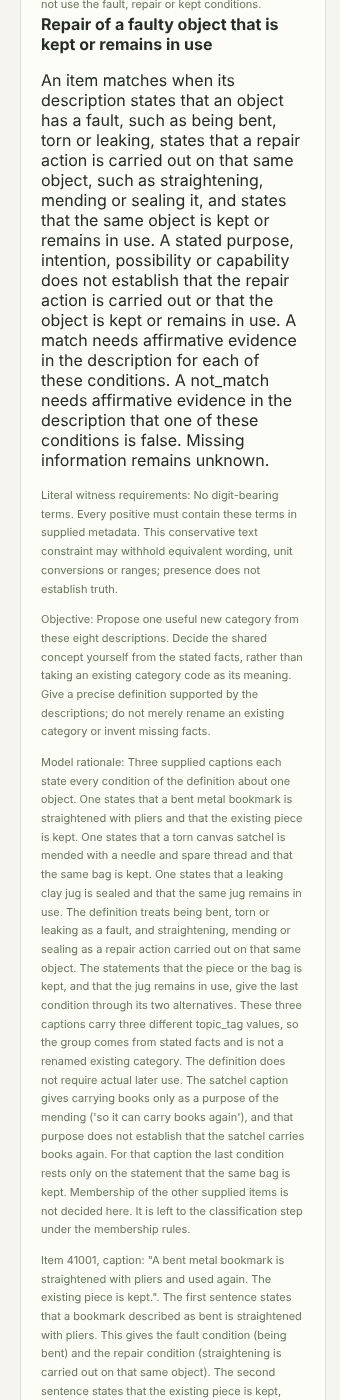 not use the fault, repair or kept conditions.
Repair of a faulty object that is
kept or remains in use
An item matches when its
description states that an object
has a fault, such as being bent,
torn or leaking, states that a repair
action is carried out on that same
object, such as straightening,
mending or sealing it, and states
that the same object is kept or
remains in use. A stated purpose,
intention, possibility or capability
does not establish that the repair
action is carried out or that the
object is kept or remains in use. A
match needs affirmative evidence
in the description for each of
these conditions. A not_match
needs affirmative evidence in the
description that one of these
conditions is false. Missing
information remains unknown.
Literal witness requirements: No digit-bearing
terms. Every positive must contain these terms in
supplied metadata. This conservative text
constraint may withhold equivalent wording, unit
conversions or ranges; presence does not
establish truth.
Objective: Propose one useful new category from
these eight descriptions. Decide the shared
concept yourself from the stated facts, rather than
taking an existing category code as its meaning.
Give a precise definition supported by the
descriptions; do not merely rename an existing
category or invent missing facts.
Model rationale: Three supplied captions each
state every condition of the definition about one
object. One states that a bent metal bookmark is
straightened with pliers and that the existing piece
is kept. One states that a torn canvas satchel is
mended with a needle and spare thread and that
the same bag is kept. One states that a leaking
clay jug is sealed and that the same jug remains in
use. The definition treats being bent, torn or
leaking as a fault, and straightening, mending or
sealing as a repair action carried out on that same
object. The statements that the piece or the bag is
kept, and that the jug remains in use, give the last
condition through its two alternatives. These three
captions carry three different topic_tag values, so
the group comes from stated facts and is not a
renamed existing category. The definition does
not require actual later use. The satchel caption
gives carrying books only as a purpose of the
mending ('so it can carry books again'), and that
purpose does not establish that the satchel carries
books again. For that caption the last condition
rests only on the statement that the same bag is
kept. Membership of the other supplied items is
not decided here. It is left to the classification step
under the membership rules.
Item 41001, caption: "A bent metal bookmark is
straightened with pliers and used again. The
existing piece is kept.". The first sentence states
that a bookmark described as bent is straightened
with pliers. This gives the fault condition (being
bent) and the repair condition (straightening is
carried out on that same object). The second
sentence states that the existing piece is kept,